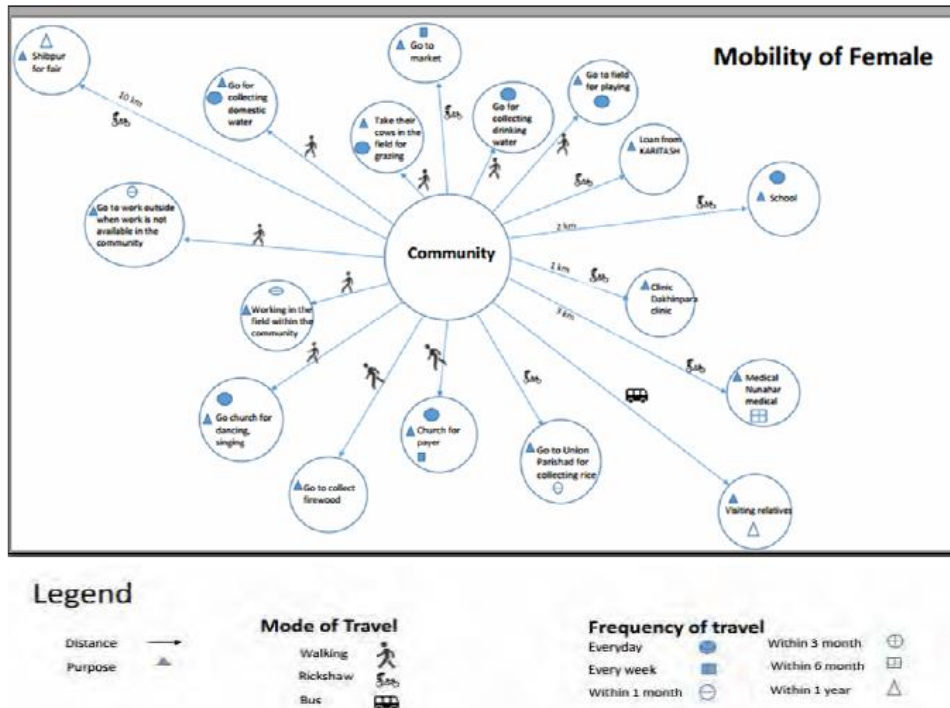 Mobility of Female
Shibpur
for fair
10 km
Go for
collecting
domestic
water
Go to
market
Take their
cows in the
field for
grazing
Go for
collecting
drinking
water
Go to field
for playing
Loan from
KARITASH
School
2 km
Go to work outside
when work is not
available in the
community
Community
1 km
Clinic
Dakhinpara
clinic
3 km
Working in the
field within the
community
Medical
Nunahar
medical
Go church for
dancing,
singing
Church for
payer
Go to Union
Parishad for
collecting rice
Go to collect
firewood
Visiting relatives
Legend
Distance
Purpose
Mode of Travel
Walking
Rickshaw
Bus
Frequency of travel
Everyday
Every week
Within 1 month
Within 3 month
Within 6 month
Within 1 year